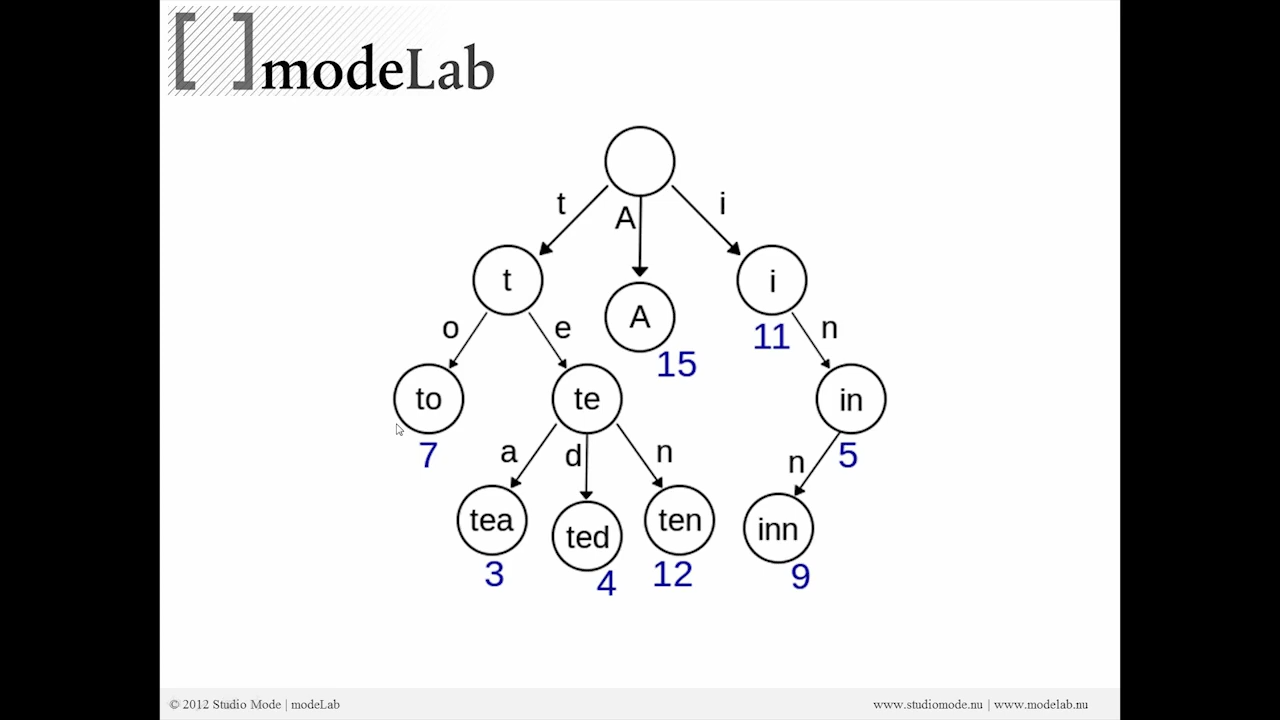 [ ] modeLab
t
A
i
t
A
i
15
11
o
e
n
to
te
in
7
5
a
d
n
n
tea
ted
ten
inn
3
4
12
9
© 2012 Studio Mode | modeLab
www.studiomode.nu | www.modelab.nu